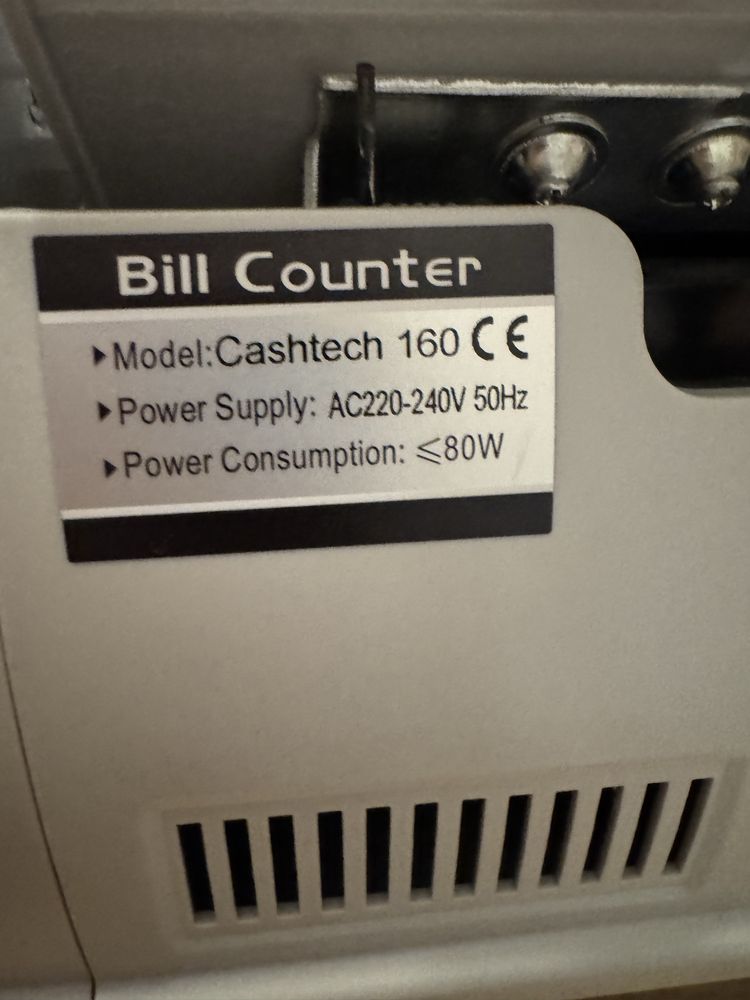 Bill Counter
▶Model:Cashtech 160 CE
▶Power Supply: AC220-240V 50Hz
▶Power Consumption: ⩽80W